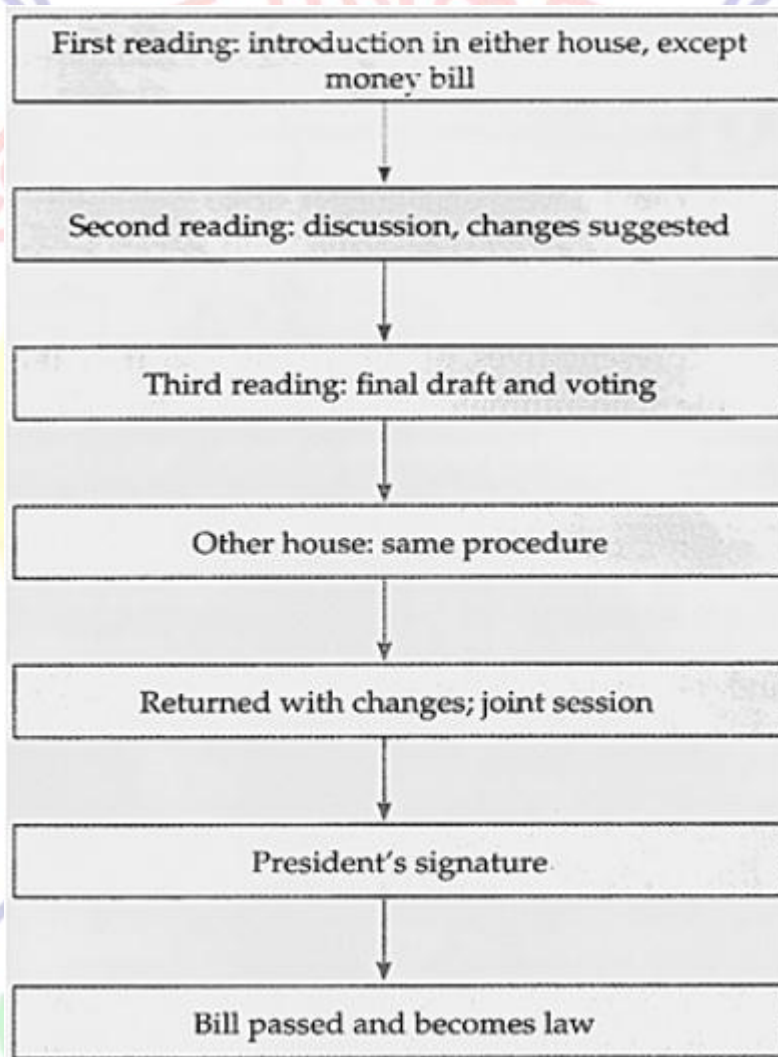 First reading: introduction in either house, except
money bill
Second reading: discussion, changes suggested
Third reading: final draft and voting
Other house: same procedure
Returned with changes; joint session
President's signature
Bill passed and becomes law